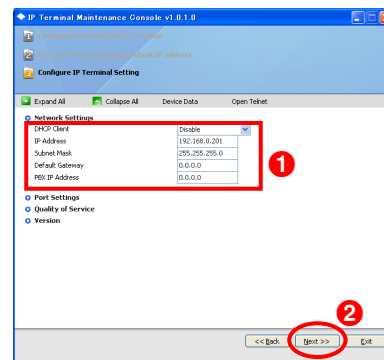 IP Terminal Maintenance Console v1.0.1.0
Configure IP Terminal Setting
Expand All Collapse All Device Data Open Telnet
Network Settings
DHCP Client Disable
IP Address 192.168.0.201
Subnet Mask 255.255.255.0
Default Gateway 0.0.0.0
PBX IP Address 0.0.0.0
1
Port Settings
Quality of Service
Version
2
<< Back Next >> Exit